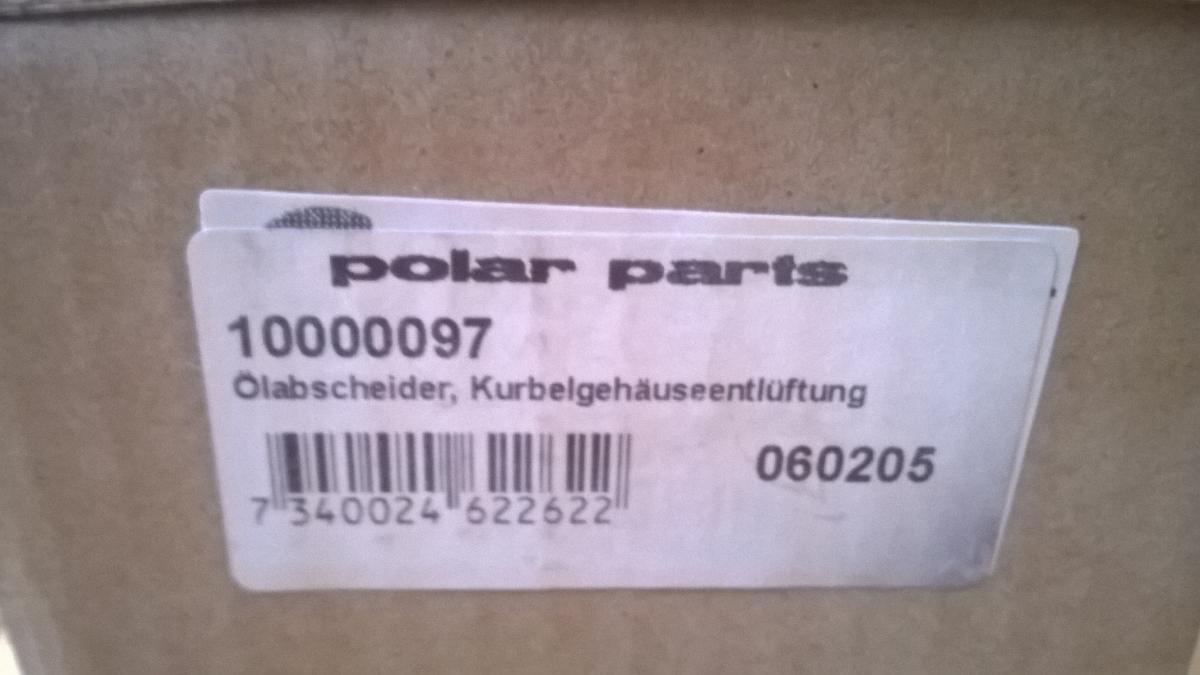 polar parts
10000097
Ölabscheider, Kurbelgehäuseentlüftung
060205
7 340024 622622